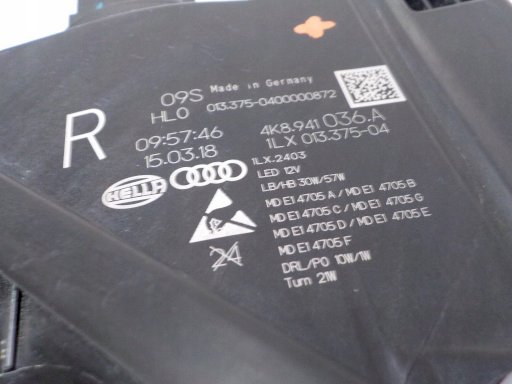 R
09S Made in Germany
HL0 013.375-0400000872
09:57:46 4K8.941 036.A
15.03.18 1LX 013.375-04
HELLA
1LX.2403
LED 12V
LB/HB 30W/57W
MD E1 4705 A / MD E1 4705 B
MD E1 4705 C / MD E1 4705 G
MD E1 4705 D / MD E1 4705 E
MD E1 4705 F
24
DRL/PO 10W/1W
Turn 21W